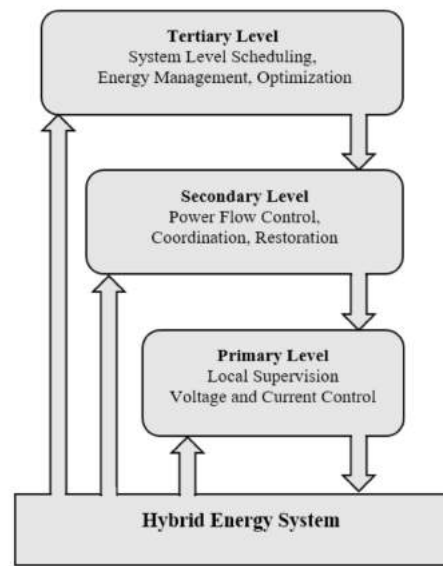 Tertiary Level
System Level Scheduling,
Energy Management, Optimization
Secondary Level
Power Flow Control,
Coordination, Restoration
Primary Level
Local Supervision
Voltage and Current Control
Hybrid Energy System